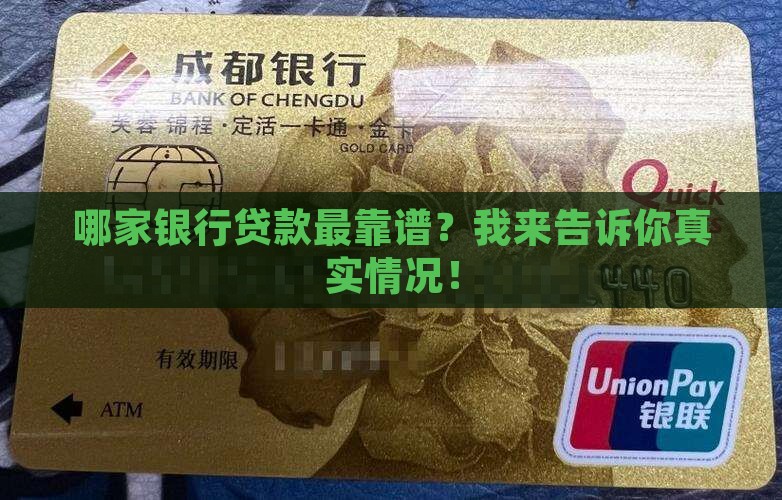 成都银行
BANK OF CHENGDU
芙蓉 锦程·定活一卡通·金卡
GOLD CARD
Quick
哪家银行贷款最靠谱？我来告诉你真
实情况！
440
有效期限
ATM
UnionPay
银联